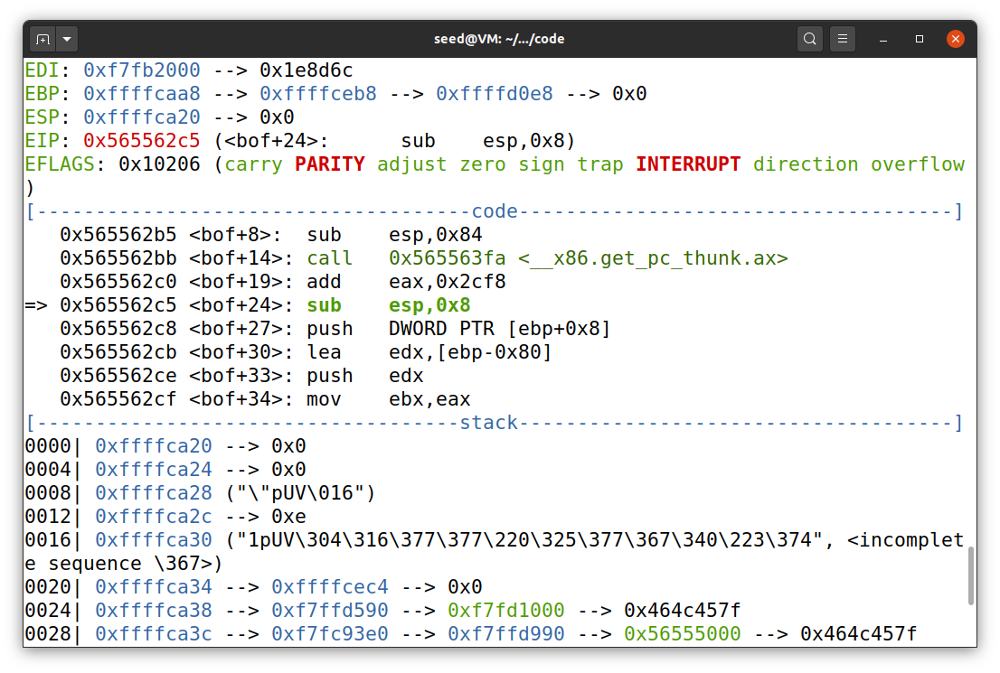 seed@VM: ~/.../code
EDI: 0xf7fb2000 --> 0x1e8d6c
EBP: 0xffffcaa8 --> 0xffffceb8 --> 0xffffd0e8 --> 0x0
ESP: 0xffffca20 --> 0x0
EIP: 0x565562c5 (<bof+24>:      sub    esp,0x8)
EFLAGS: 0x10206 (carry PARITY adjust zero sign trap INTERRUPT direction overflow
)
[-------------------------------------code-------------------------------------]
   0x565562b5 <bof+8>:  sub    esp,0x84
   0x565562bb <bof+14>: call   0x565563fa <__x86.get_pc_thunk.ax>
   0x565562c0 <bof+19>: add    eax,0x2cf8
=> 0x565562c5 <bof+24>: sub    esp,0x8
   0x565562c8 <bof+27>: push   DWORD PTR [ebp+0x8]
   0x565562cb <bof+30>: lea    edx,[ebp-0x80]
   0x565562ce <bof+33>: push   edx
   0x565562cf <bof+34>: mov    ebx,eax
[------------------------------------stack-------------------------------------]
0000| 0xffffca20 --> 0x0
0004| 0xffffca24 --> 0x0
0008| 0xffffca28 ("\"pUV\016")
0012| 0xffffca2c --> 0xe
0016| 0xffffca30 ("1pUV\304\316\377\377\220\325\377\367\340\223\374", <incomplet
e sequence \367>)
0020| 0xffffca34 --> 0xffffcec4 --> 0x0
0024| 0xffffca38 --> 0xf7ffd590 --> 0xf7fd1000 --> 0x464c457f
0028| 0xffffca3c --> 0xf7fc93e0 --> 0xf7ffd990 --> 0x56555000 --> 0x464c457f